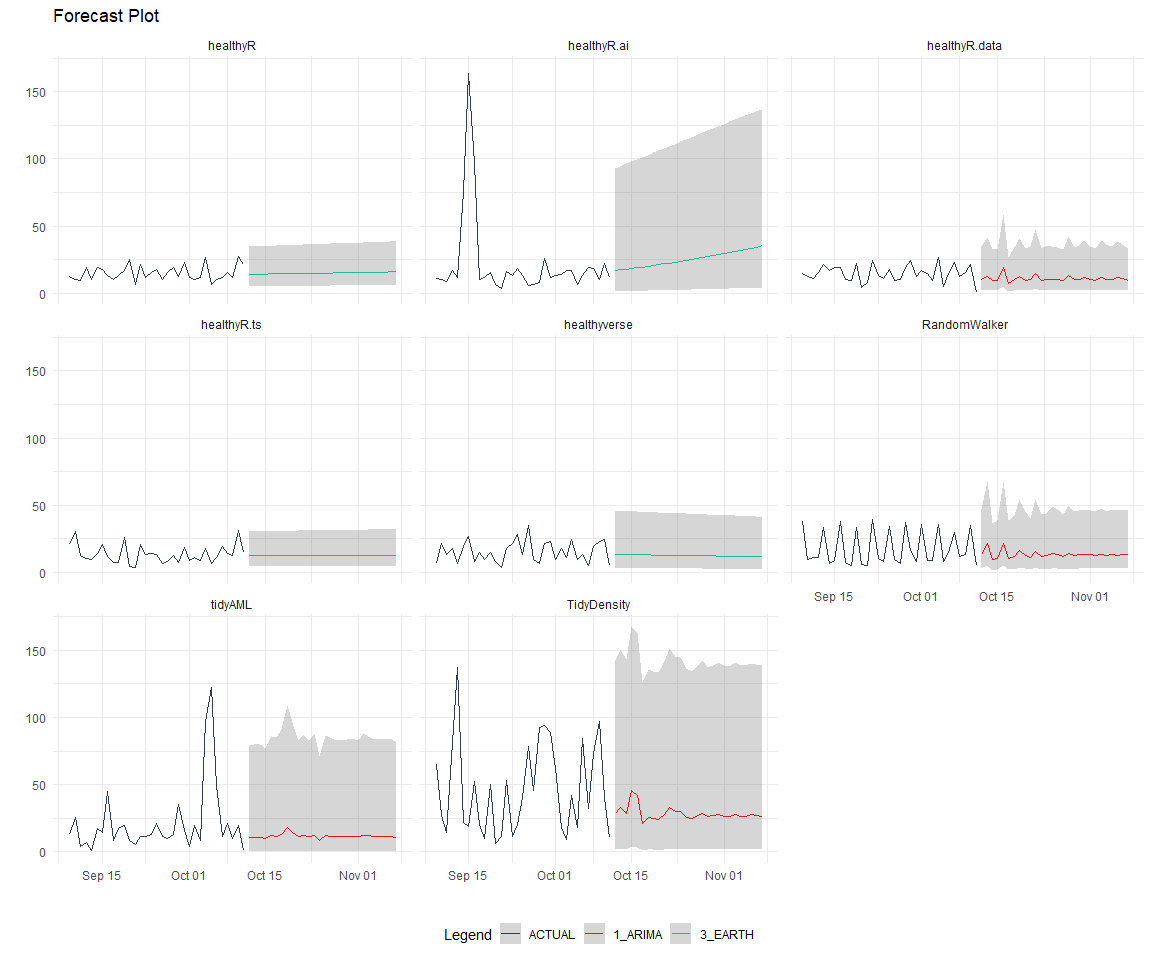 Forecast Plot
healthyR
healthyR.ai
healthyR.data
150
100
50
0
healthyR.ts
healthyverse
RandomWalker
150
100
50
0
Sep 15
Oct 01
Oct 15
Nov 01
tidyAML
TidyDensity
150
100
50
0
Sep 15
Oct 01
Oct 15
Nov 01
Sep 15
Oct 01
Oct 15
Nov 01
Legend
ACTUAL
1_ARIMA
3_EARTH